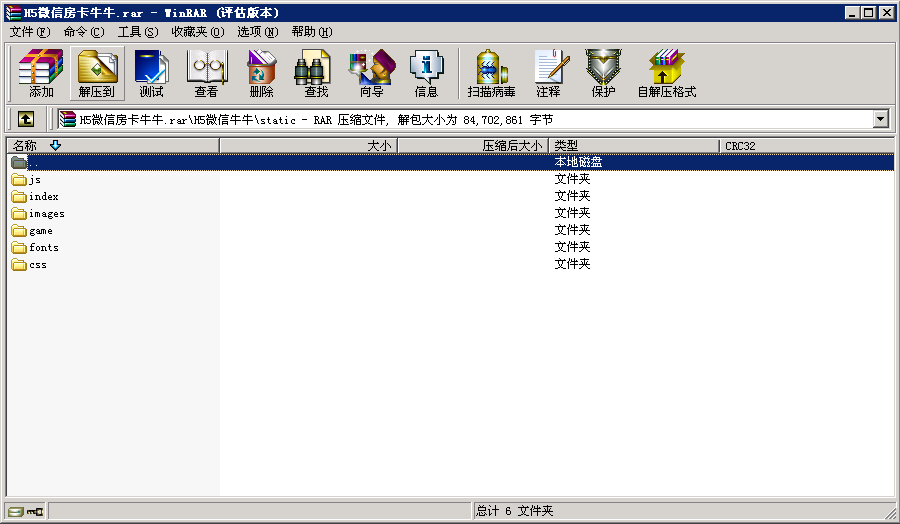 H5微信房卡牛牛.rar - WinRAR (评估版本)
文件(F) 命令(C) 工具(S) 收藏夹(O) 选项(N) 帮助(H)
添加 解压到 测试 查看 删除 查找 向导 信息 扫描病毒 注释 保护 自解压格式
H5微信房卡牛牛.rar\H5微信牛牛\static - RAR 压缩文件, 解包大小为 84,702,861 字节
名称 大小 压缩后大小 类型 CRC32
.. 本地磁盘
js 文件夹
index 文件夹
images 文件夹
game 文件夹
fonts 文件夹
css 文件夹
总计 6 文件夹